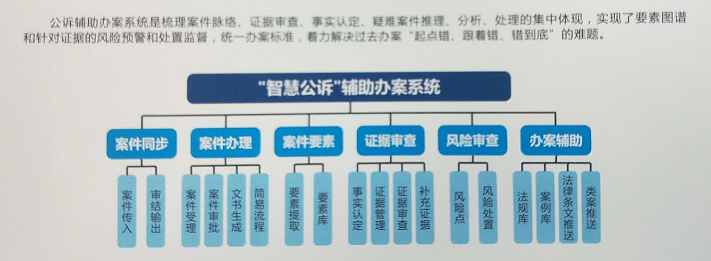 公诉辅助办案系统是梳理案件脉络、证据审查、事实认定、疑难案件推理、分析、处理的集中体现，实现了要素图谱
和针对证据的风险预警和处置监督，统一办案标准，着力解决过去办案“起点错、跟着错、错到底”的难题。
"智慧公诉"辅助办案系统
案件同步
案件办理
案件要素
证据审查
风险审查
办案辅助
案件传入
审结输出
案件受理
案件审批
文书生成
简易流程
要素提取
要素库
事实认定
证据管理
证据审查
补充证据
风险点
风险处置
法规库
案例库
法律条文推送
类案推送